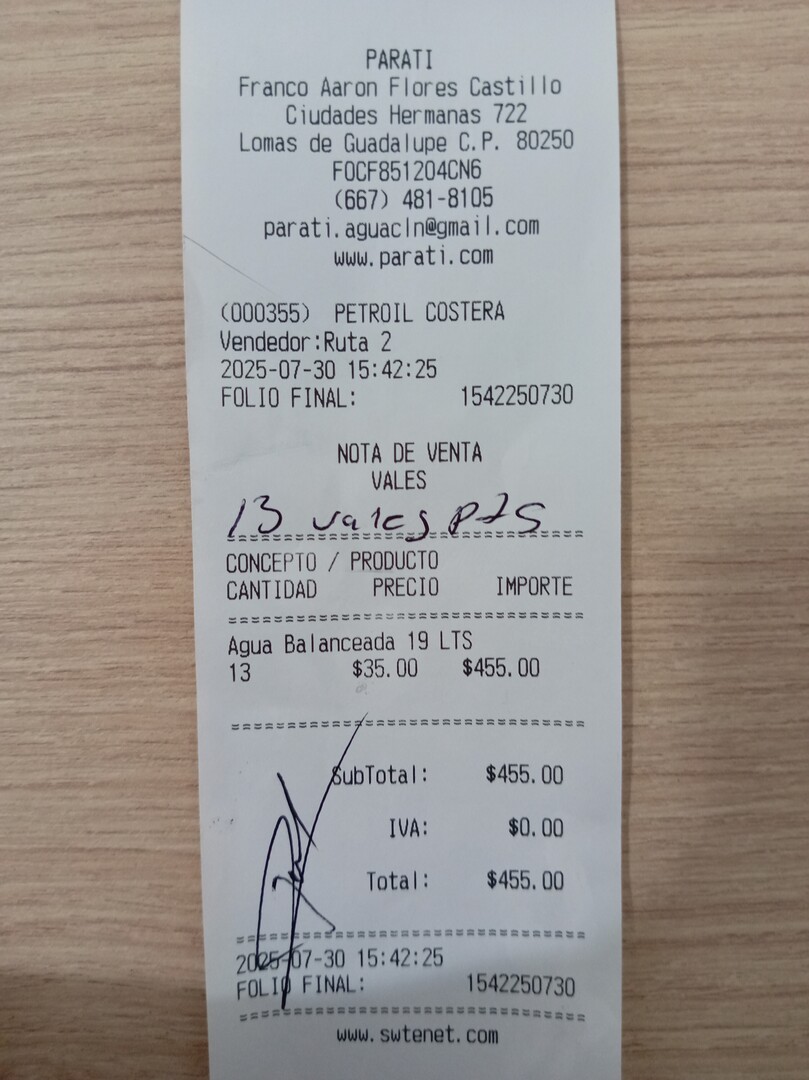 PARATI
Franco Aaron Flores Castillo
Ciudades Hermanas 722
Lomas de Guadalupe C.P. 80250
FOCF851204CN6
(667) 481-8105
parati.aguacln@gmail.com
www.parati.com
(000355) PETROIL COSTERA
Vendedor:Ruta 2
2025-07-30 15:42:25
FOLIO FINAL: 1542250730
NOTA DE VENTA
VALES
13 vales
CONCEPTO / PRODUCTO
CANTIDAD PRECIO IMPORTE
Agua Balanceada 19 LTS
13 $35.00 $455.00
SubTotal: $455.00
IVA: $0.00
Total: $455.00
2025-07-30 15:42:25
FOLIO FINAL: 1542250730
www.swtenet.com